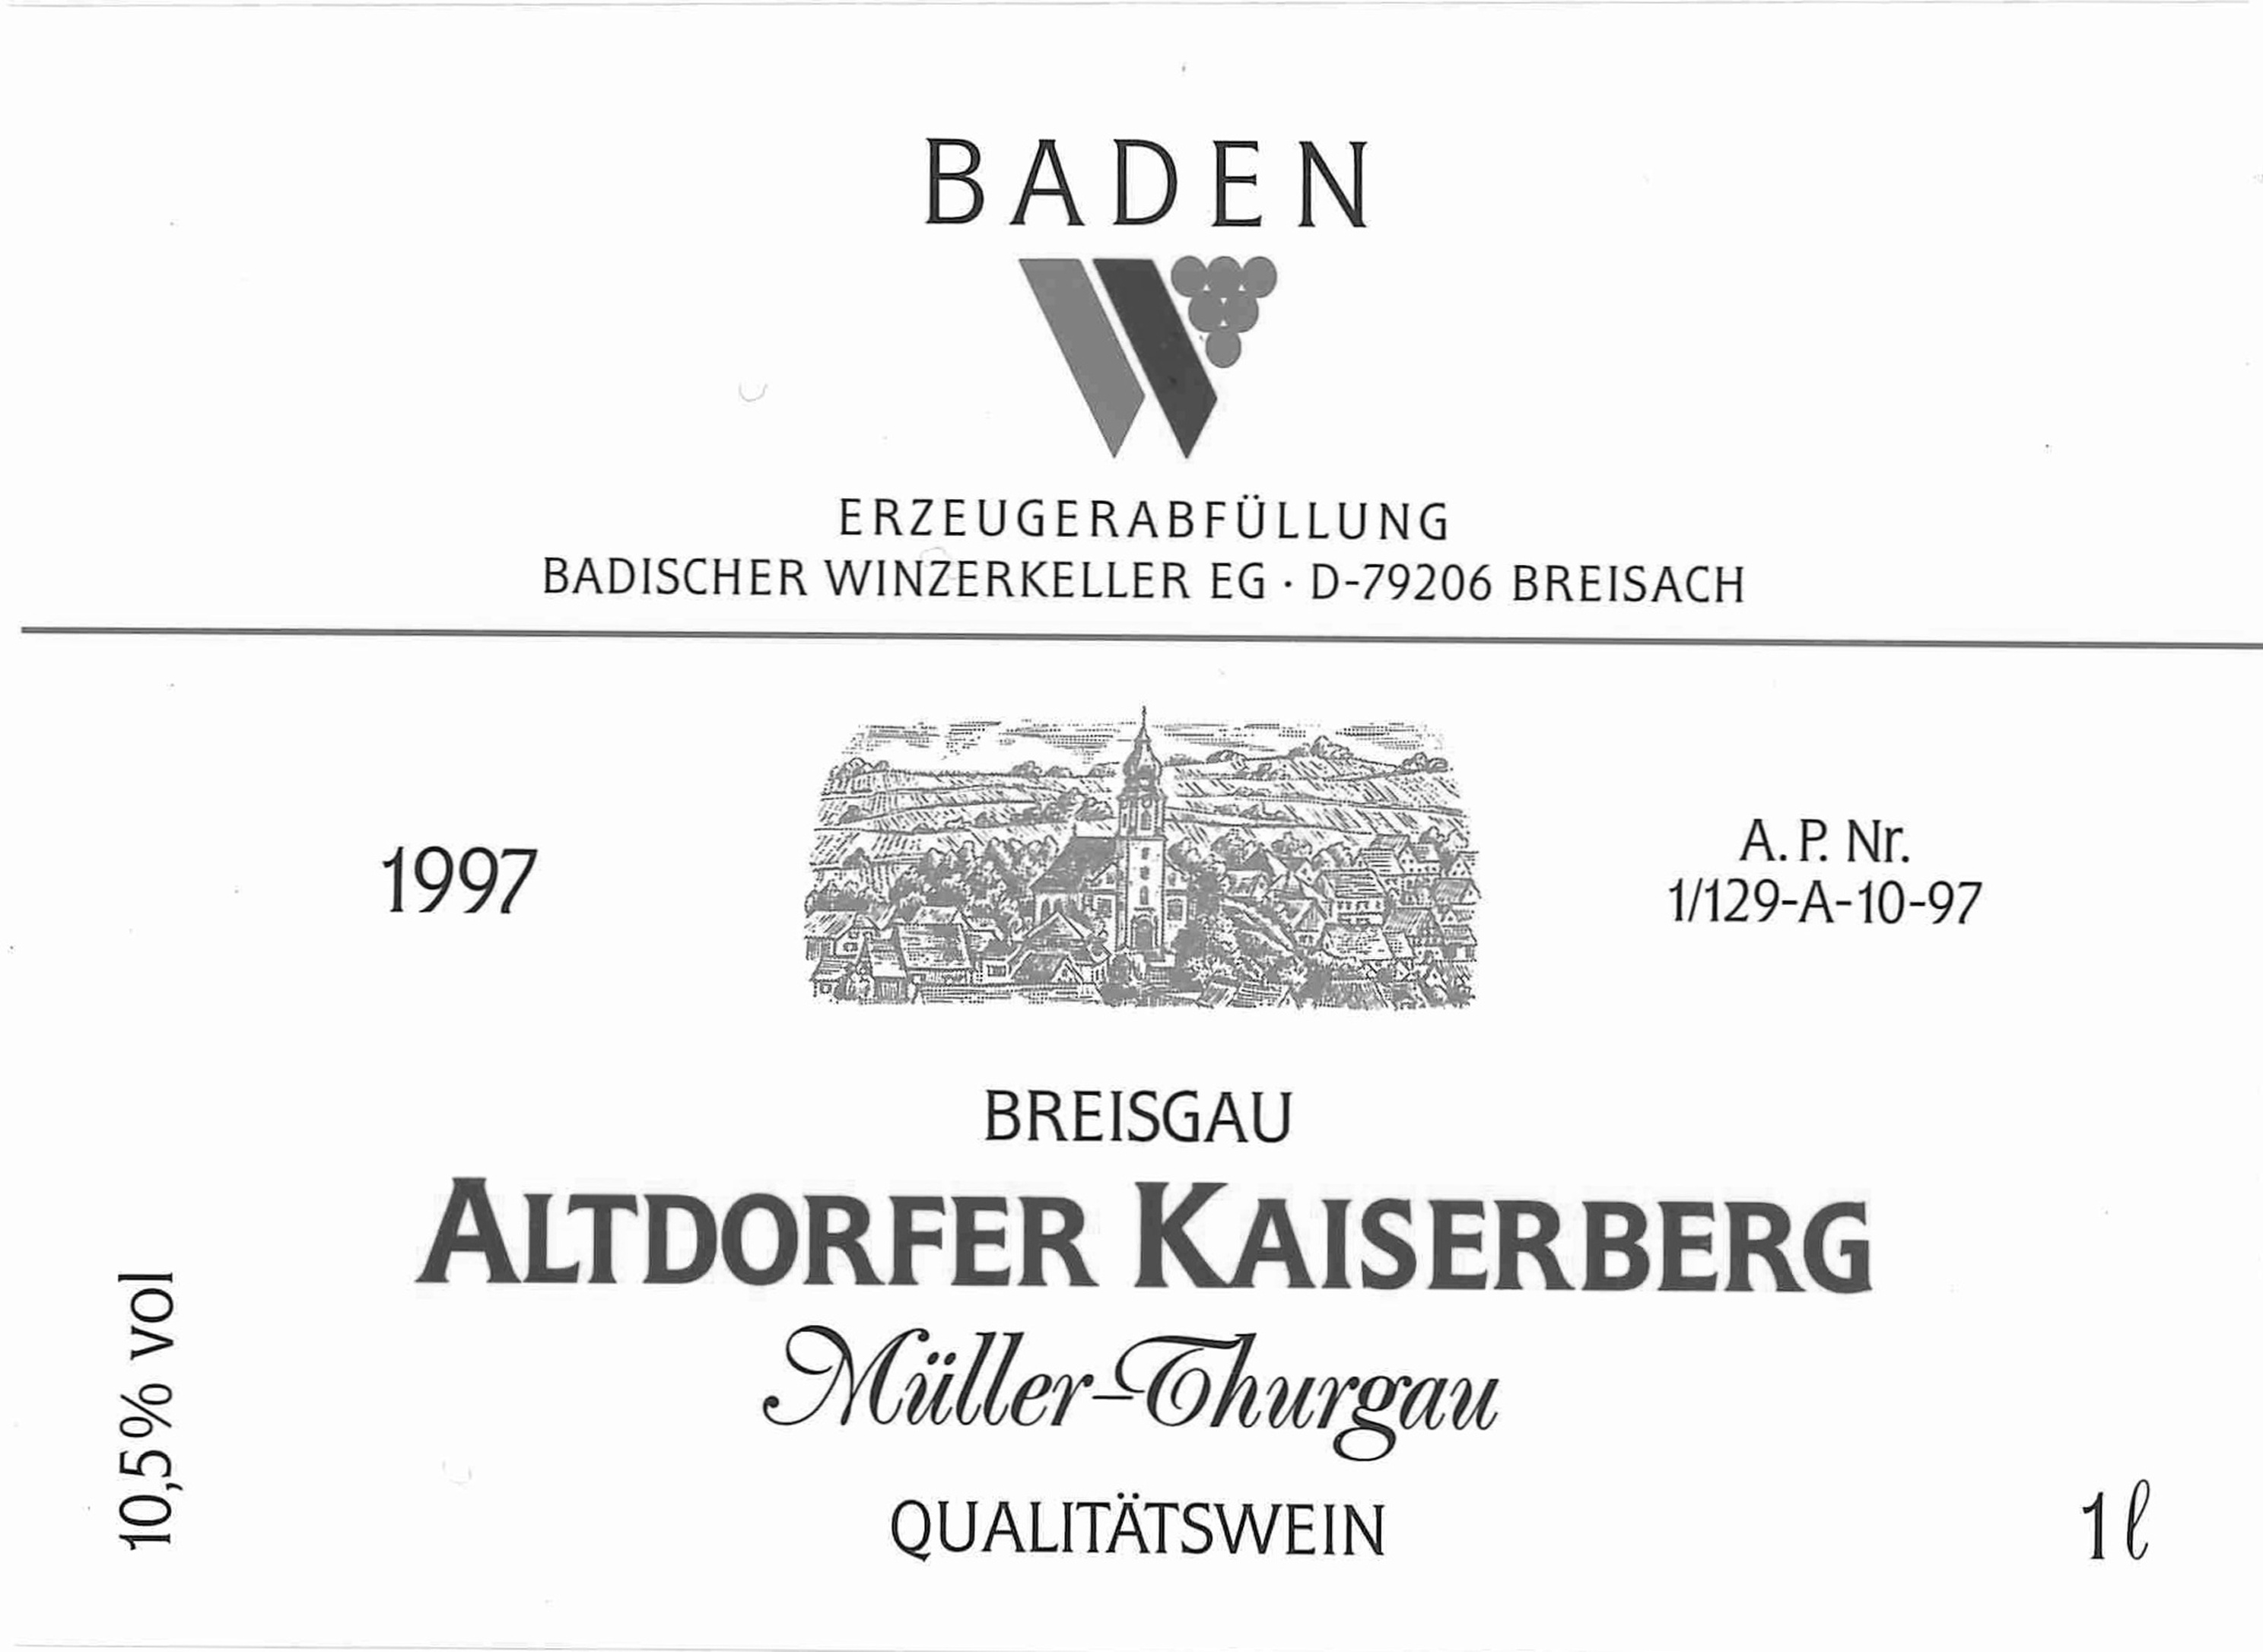 BADEN
ERZEUGERABFÜLLUNG
BADISCHER WINZERKELLER EG · D-79206 BREISACH
1997
A. P. Nr.
1/129-A-10-97
BREISGAU
ALTDORFER KAISERBERG
Müller-Thurgau
QUALITÄTSWEIN
10,5% vol
1 ℓ